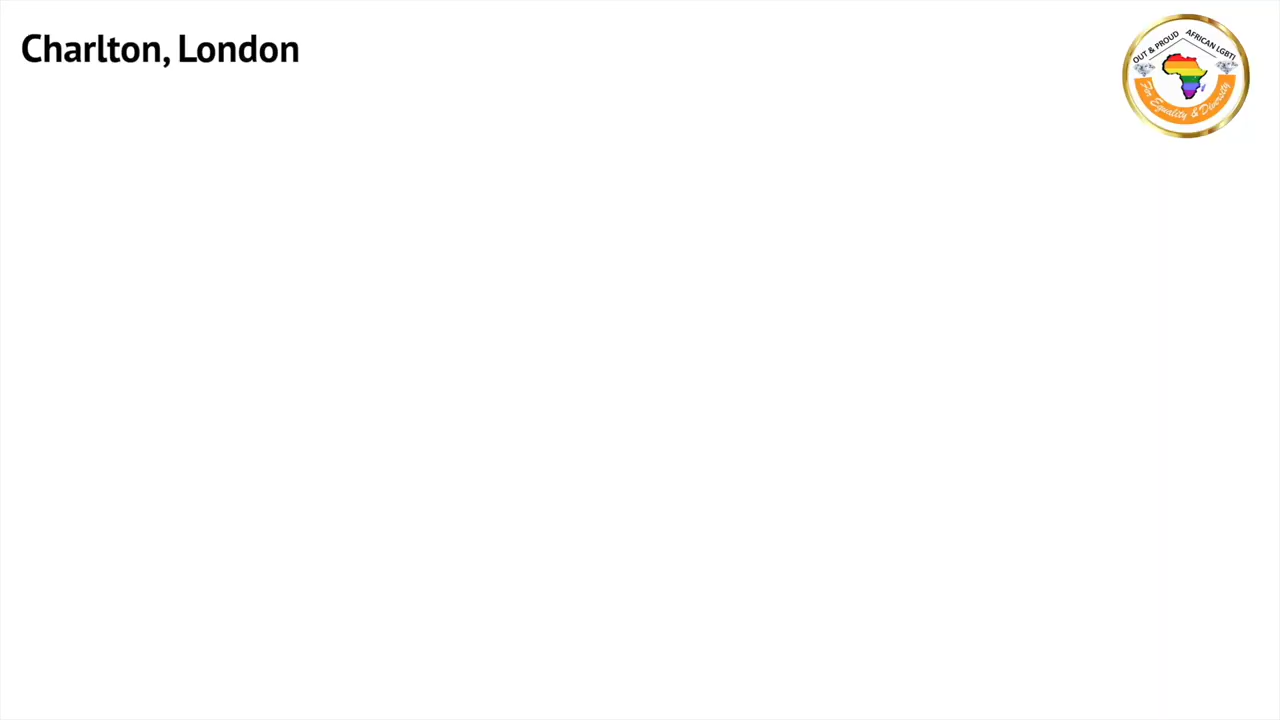 Charlton, London
OUT & PROUD AFRICAN LGBTI
For Equality & Diversity